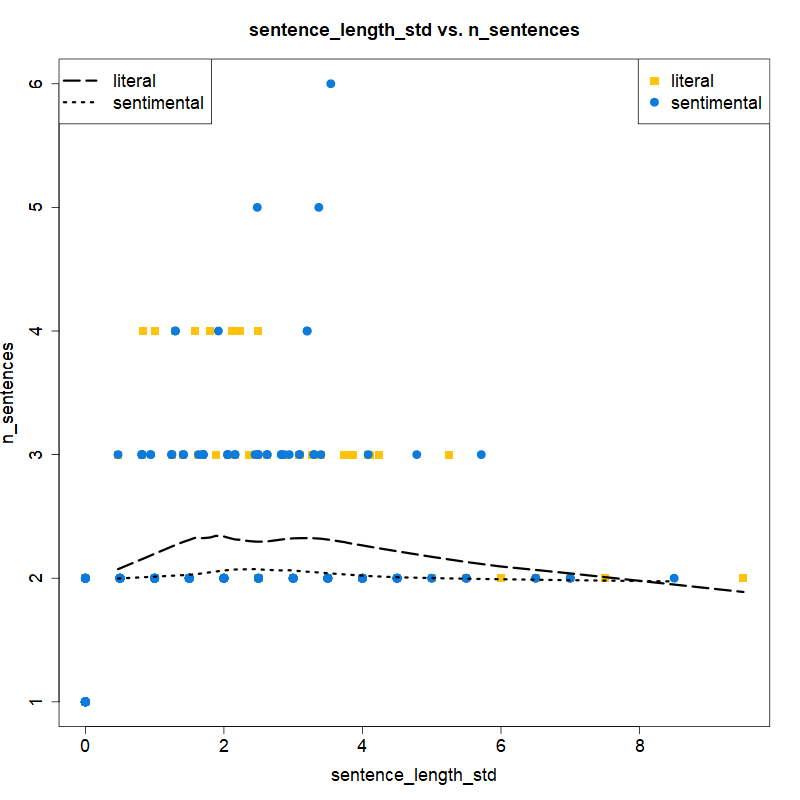 sentence_length_std vs. n_sentences
literal
sentimental
literal
sentimental
n_sentences
6
5
4
3
2
1
0 2 4 6 8
sentence_length_std